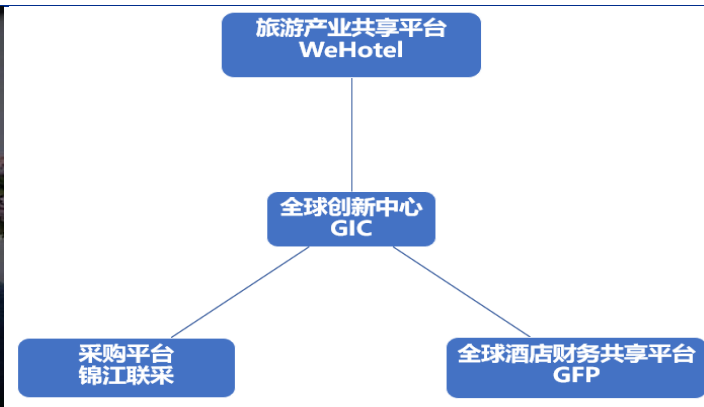 旅游产业共享平台
WeHotel
全球创新中心
GIC
采购平台
锦江联采
全球酒店财务共享平台
GFP